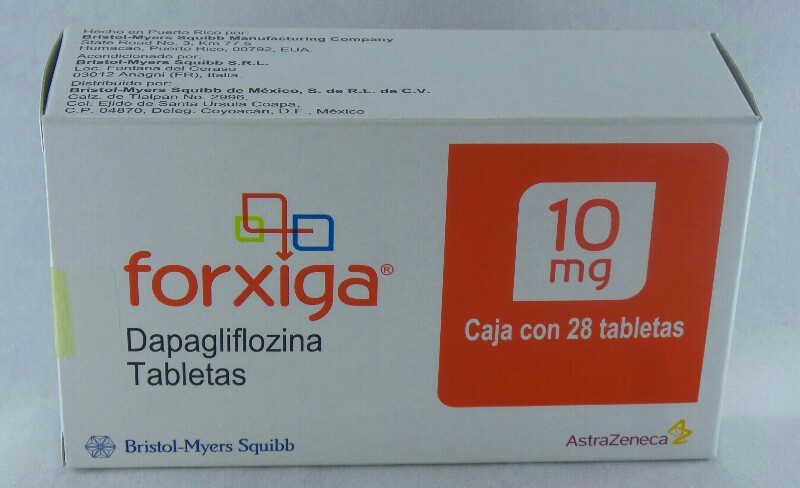 Hecho en Puerto Rico por:
Bristol-Myers Squibb Manufacturing Company
State Road No. 3, Km 77.5
Humacao, Puerto Rico, 00792, EUA.
Acondicionado por:
Bristol-Myers Squibb S.R.L.
Loc. Fontana del Ceraso
03012 Anagni (FR), Italia.
Distribuido por:
Bristol-Myers Squibb de México, S. de R.L. de C.V.
Calz. de Tlalpan No. 2996,
Col. Ejido de Santa Ursula Coapa,
C.P. 04870, Deleg. Coyoacán, D.F., México
forxiga®
Dapagliflozina
Tabletas
10
mg
Caja con 28 tabletas
Bristol-Myers Squibb
AstraZeneca